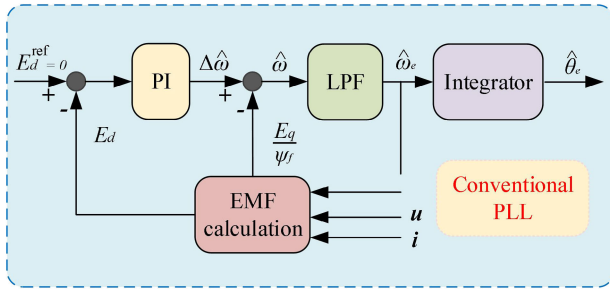 E_d^ref = 0
+
-
PI
Δω̂
+
-
ω̂
LPF
ω̂_e
Integrator
θ̂_e
E_d
E_q
ψ_f
EMF
calculation
u
i
Conventional
PLL